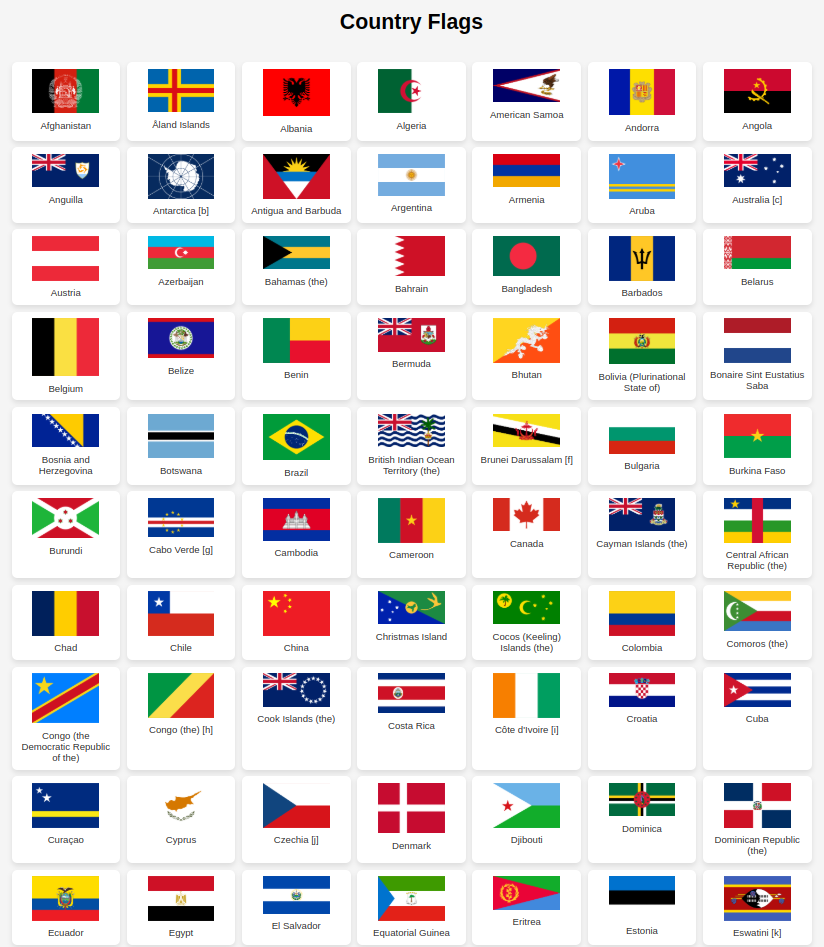 Country Flags
Afghanistan
Åland Islands
Albania
Algeria
American Samoa
Andorra
Angola
Anguilla
Antarctica [b]
Antigua and Barbuda
Argentina
Armenia
Aruba
Australia [c]
Austria
Azerbaijan
Bahamas (the)
Bahrain
Bangladesh
Barbados
Belarus
Belgium
Belize
Benin
Bermuda
Bhutan
Bolivia (Plurinational
State of)
Bonaire Sint Eustatius
Saba
Bosnia and
Herzegovina
Botswana
Brazil
British Indian Ocean
Territory (the)
Brunei Darussalam [f]
Bulgaria
Burkina Faso
Burundi
Cabo Verde [g]
Cambodia
Cameroon
Canada
Cayman Islands (the)
Central African
Republic (the)
Chad
Chile
China
Christmas Island
Cocos (Keeling)
Islands (the)
Colombia
Comoros (the)
Congo (the
Democratic Republic
of the)
Congo (the) [h]
Cook Islands (the)
Costa Rica
Côte d'Ivoire [i]
Croatia
Cuba
Curaçao
Cyprus
Czechia [j]
Denmark
Djibouti
Dominica
Dominican Republic
(the)
Ecuador
Egypt
El Salvador
Equatorial Guinea
Eritrea
Estonia
Eswatini [k]